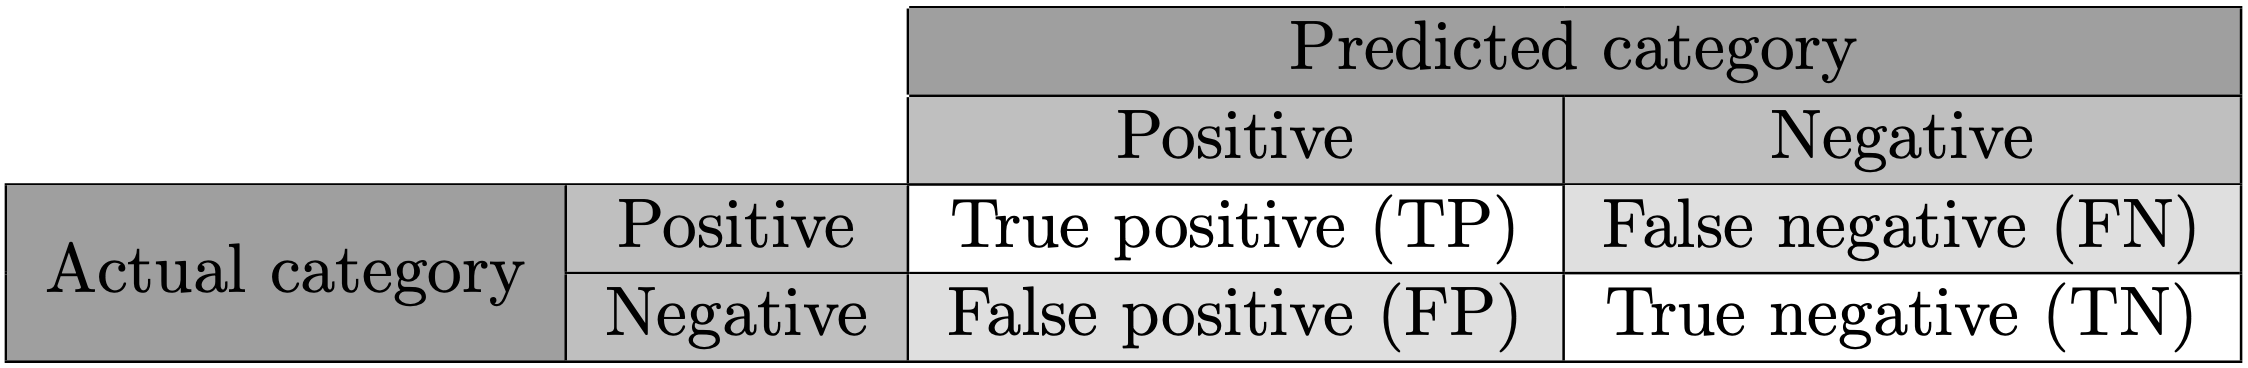 Predicted category
Positive Negative
Actual category
Positive True positive (TP) False negative (FN)
Negative False positive (FP) True negative (TN)